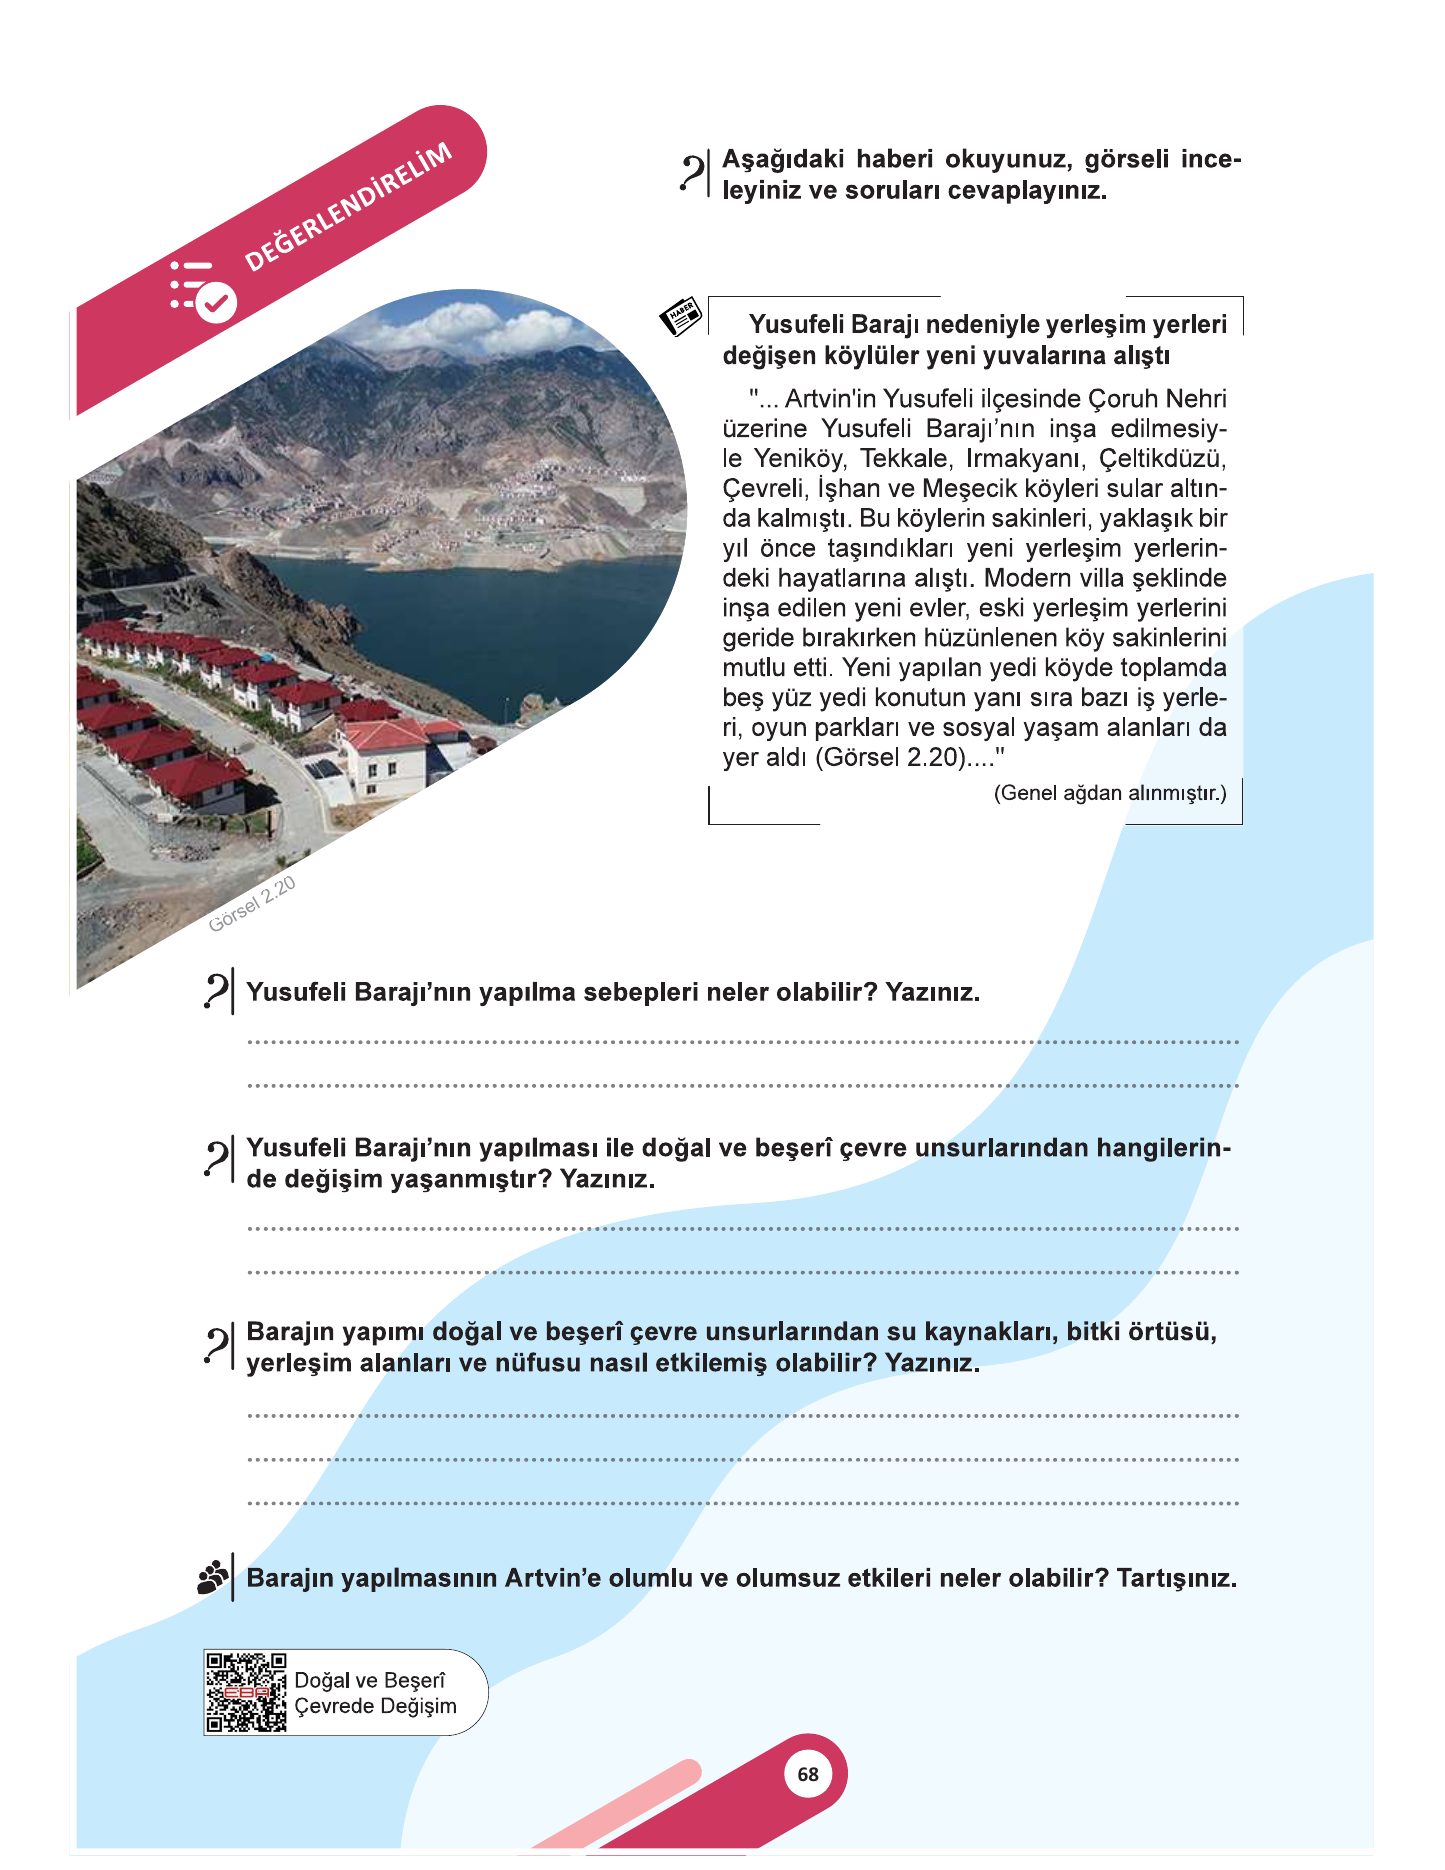 DEĞERLENDİRELİM
Aşağıdaki haberi okuyunuz, görseli ince-
leyiniz ve soruları cevaplayınız.
HABER
Yusufeli Barajı nedeniyle yerleşim yerleri
değişen köylüler yeni yuvalarına alıştı
"... Artvin'in Yusufeli ilçesinde Çoruh Nehri
üzerine Yusufeli Barajı’nın inşa edilmesiy-
le Yeniköy, Tekkale, Irmakyanı, Çeltikdüzü,
Çevreli, İşhan ve Meşecik köyleri sular altın-
da kalmıştı. Bu köylerin sakinleri, yaklaşık bir
yıl önce taşındıkları yeni yerleşim yerlerin-
deki hayatlarına alıştı. Modern villa şeklinde
inşa edilen yeni evler, eski yerleşim yerlerini
geride bırakırken hüzünlenen köy sakinlerini
mutlu etti. Yeni yapılan yedi köyde toplamda
beş yüz yedi konutun yanı sıra bazı iş yerle-
ri, oyun parkları ve sosyal yaşam alanları da
yer aldı (Görsel 2.20)...."
(Genel ağdan alınmıştır.)
Görsel 2.20
Yusufeli Barajı’nın yapılma sebepleri neler olabilir? Yazınız.
Yusufeli Barajı’nın yapılması ile doğal ve beşerî çevre unsurlarından hangilerin-
de değişim yaşanmıştır? Yazınız.
Barajın yapımı doğal ve beşerî çevre unsurlarından su kaynakları, bitki örtüsü,
yerleşim alanları ve nüfusu nasıl etkilemiş olabilir? Yazınız.
Barajın yapılmasının Artvin’e olumlu ve olumsuz etkileri neler olabilir? Tartışınız.
EBA
Doğal ve Beşerî
Çevrede Değişim
68